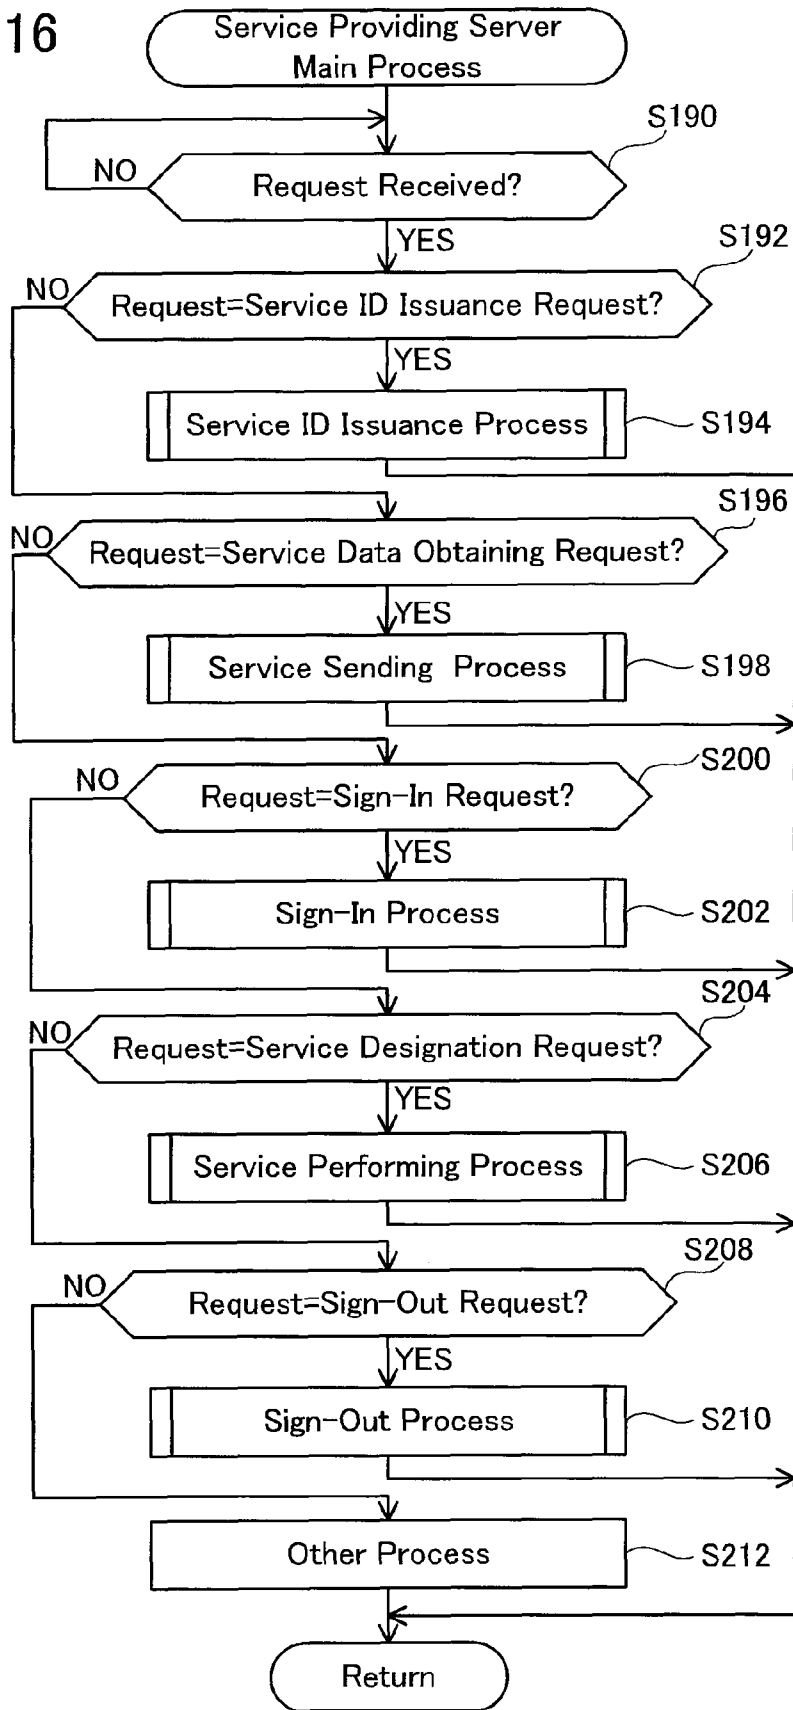 16
Service Providing Server
Main Process
S190
NO
Request Received?
YES
S192
NO
Request=Service ID Issuance Request?
YES
Service ID Issuance Process
S194
S196
NO
Request=Service Data Obtaining Request?
YES
Service Sending Process
S198
S200
NO
Request=Sign-In Request?
YES
Sign-In Process
S202
S204
NO
Request=Service Designation Request?
YES
Service Performing Process
S206
S208
NO
Request=Sign-Out Request?
YES
Sign-Out Process
S210
Other Process
S212
Return